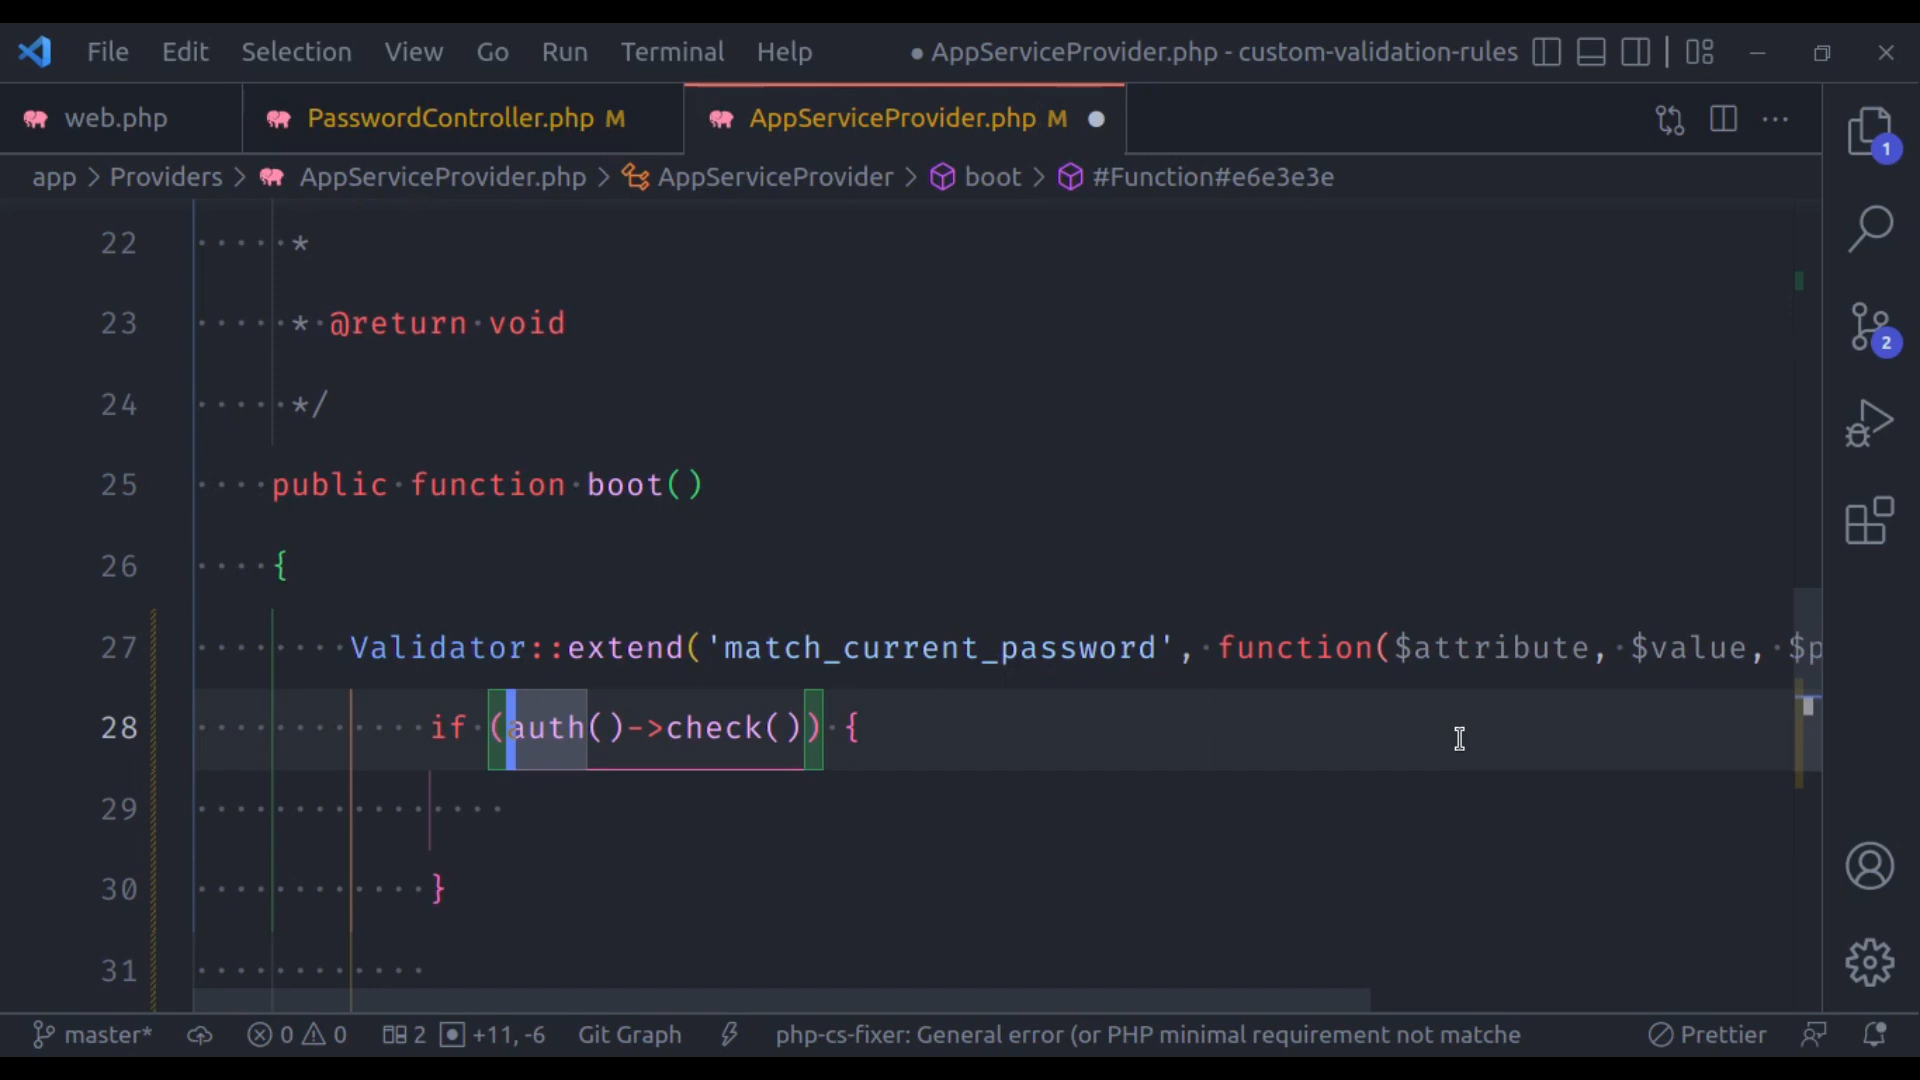 File Edit Selection View Go Run Terminal Help ● AppServiceProvider.php - custom-validation-rules
web.php PasswordController.php M AppServiceProvider.php M ●
app > Providers > AppServiceProvider.php > AppServiceProvider > boot > #Function#e6e3e3e
22 *
23 * @return void
24 */
25 public function boot()
26 {
27 Validator::extend('match_current_password', function($attribute, $value, $p
28 if (auth()->check()) {
29
30 }
31
1
2
master* 0 0 2 +11, -6 Git Graph php-cs-fixer: General error (or PHP minimal requirement not matche Prettier